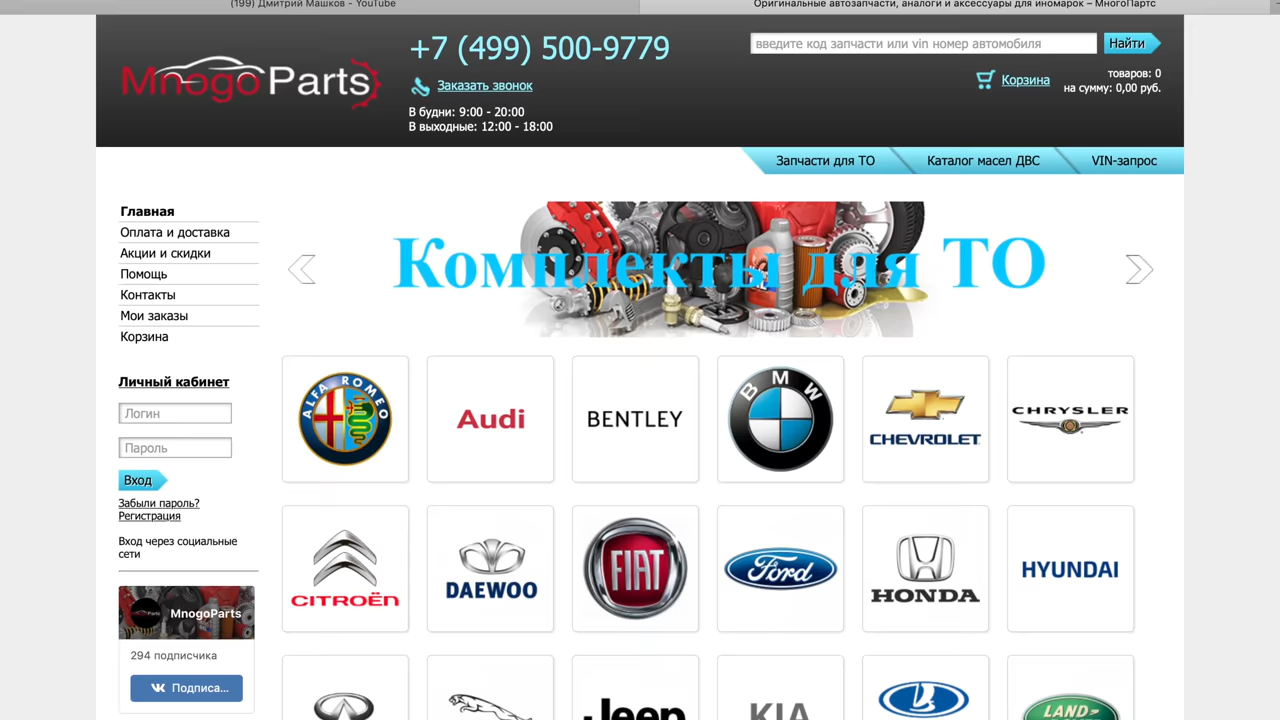 (199) Дмитрий Машков - YouTube
Оригинальные автозапчасти, аналоги и аксессуары для иномарок – МногоПартс
MnogoParts
+7 (499) 500-9779
Заказать звонок
В будни: 9:00 - 20:00
В выходные: 12:00 - 18:00
введите код запчасти или vin номер автомобиля
Найти
Корзина
товаров: 0
на сумму: 0,00 руб.
Запчасти для ТО
Каталог масел ДВС
VIN-запрос
Главная
Оплата и доставка
Акции и скидки
Помощь
Контакты
Мои заказы
Корзина
Личный кабинет
Логин
Пароль
Вход
Забыли пароль?
Регистрация
Вход через социальные
сети
MnogoParts
294 подписчика
Подписа...
Комплекты для ТО
ALFA ROMEO
Audi
BENTLEY
BMW
CHEVROLET
CHRYSLER
CITROËN
DAEWOO
FIAT
Ford
HONDA
HYUNDAI
Jeep
KIA
LAND-